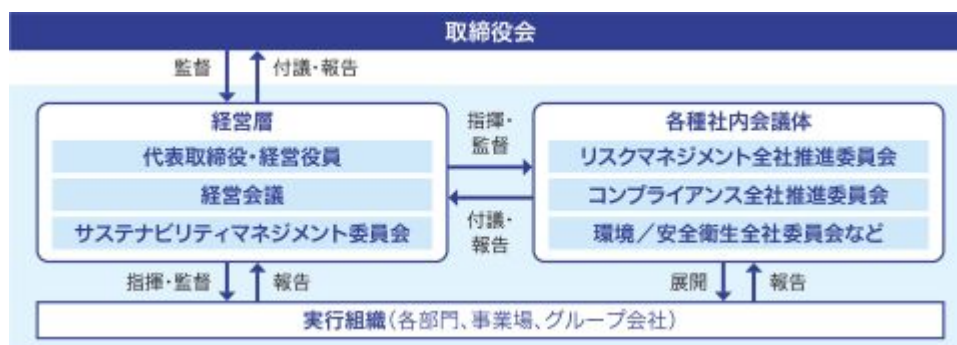 取締役会
監督
付議・報告
経営層
代表取締役・経営役員
経営会議
サステナビリティマネジメント委員会
指揮・
監督
付議・
報告
各種社内会議体
リスクマネジメント全社推進委員会
コンプライアンス全社推進委員会
環境／安全衛生全社委員会など
指揮・監督
報告
展開
報告
実行組織（各部門、事業場、グループ会社）